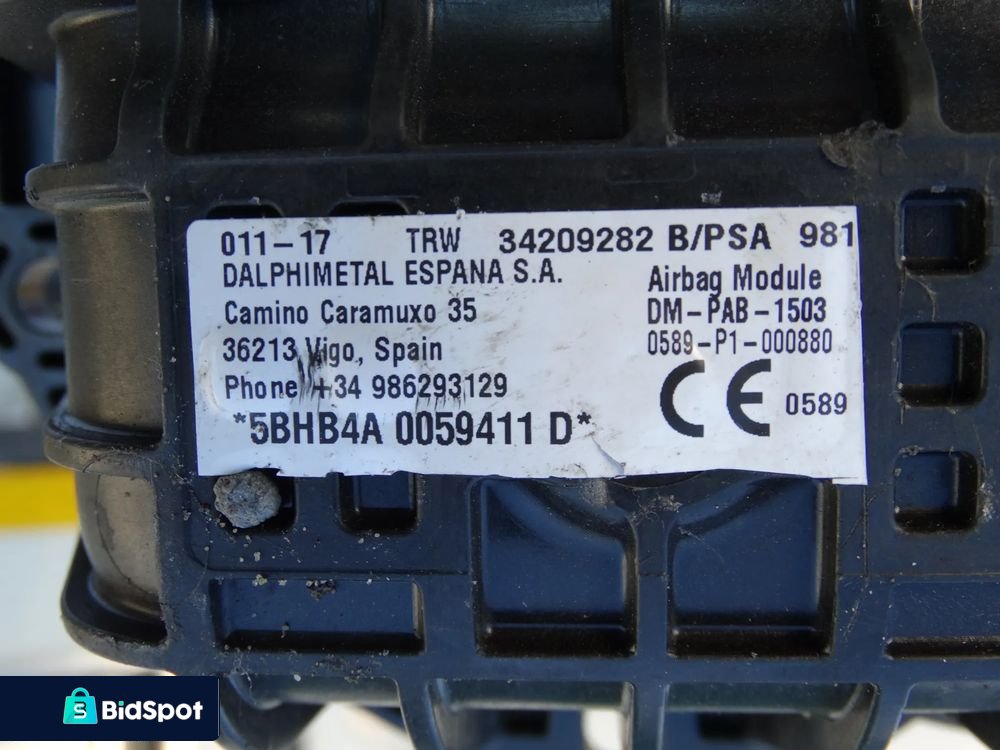 011-17 TRW 34209282 B/PSA 981
DALPHIMETAL ESPANA S.A.
Airbag Module
Camino Caramuxo 35
DM-PAB-1503
36213 Vigo, Spain
0589-P1-000880
Phone +34 986293129
CE 0589
*5BHB4A 0059411 D*
BidSpot